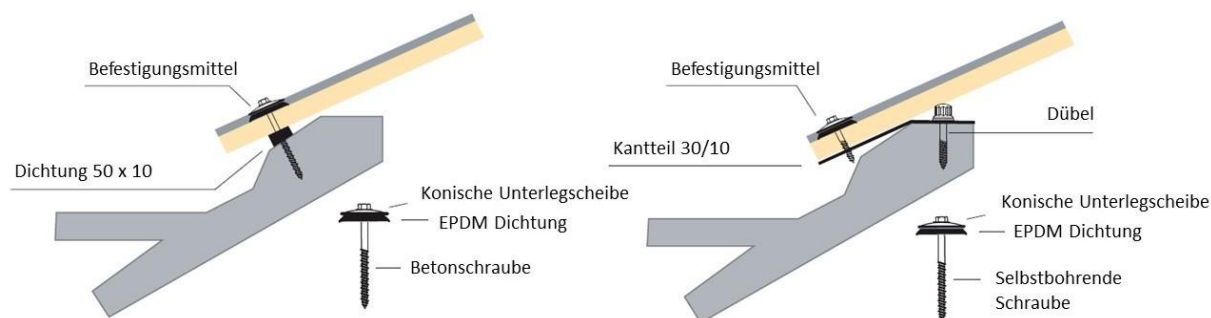 Befestigungsmittel
Dichtung 50 x 10
Konische Unterlegscheibe
EPDM Dichtung
Betonschraube
Befestigungsmittel
Dübel
Kantteil 30/10
Konische Unterlegscheibe
EPDM Dichtung
Selbstbohrende
Schraube